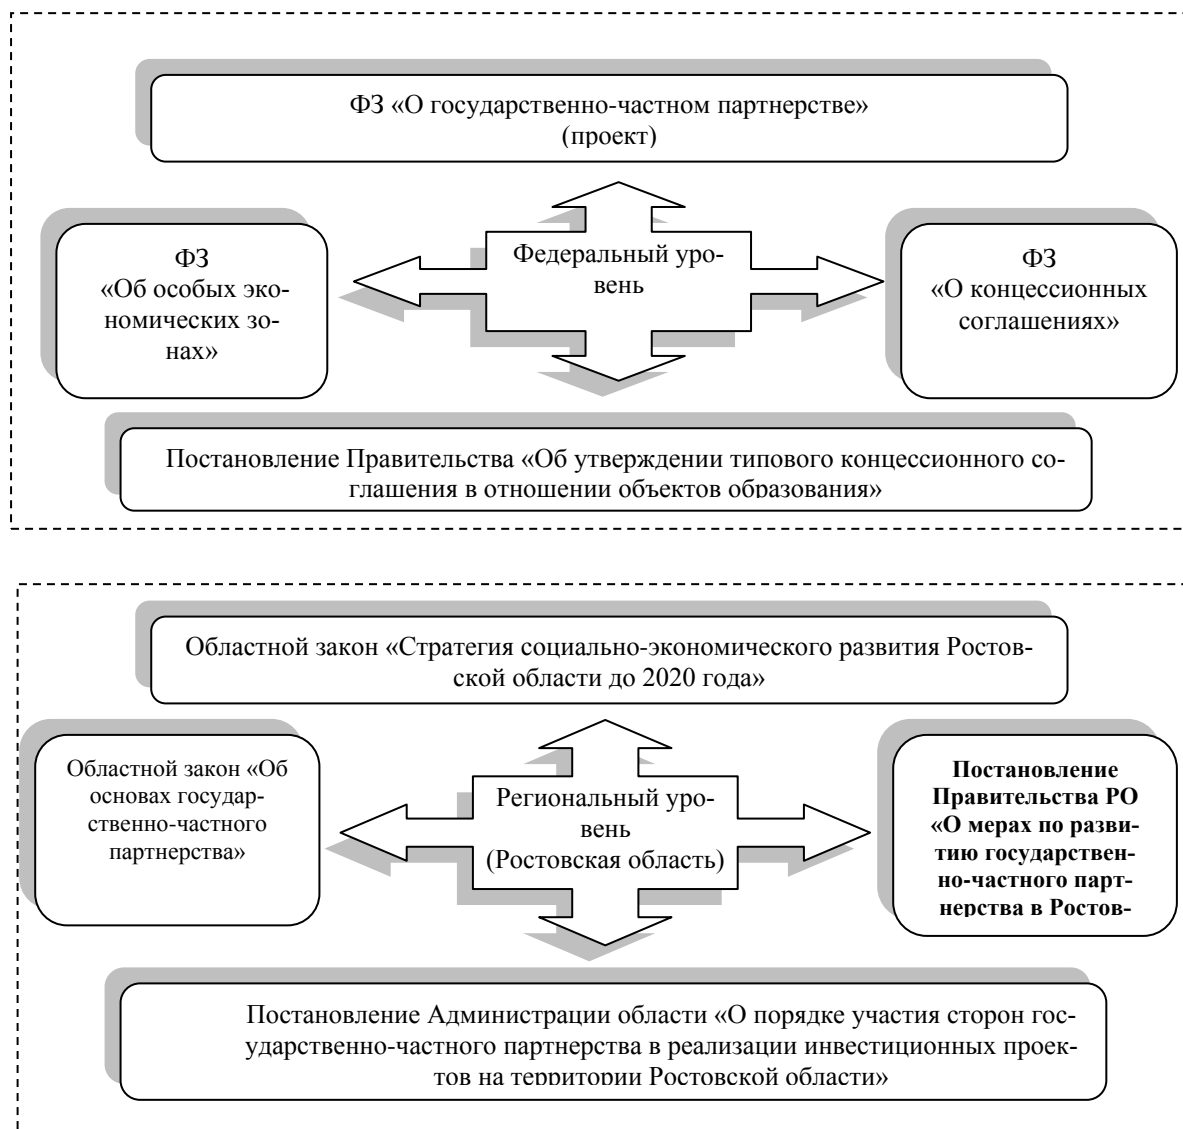 ФЗ «О государственно-частном партнерстве»
(проект)
ФЗ
«Об особых эко-
номических зо-
нах»
Федеральный уро-
вень
ФЗ
«О концессионных
соглашениях»
Постановление Правительства «Об утверждении типового концессионного со-
глашения в отношении объектов образования»
Областной закон «Стратегия социально-экономического развития Ростов-
ской области до 2020 года»
Областной закон «Об
основах государ-
ственно-частного
партнерства»
Региональный уро-
вень
(Ростовская область)
Постановление
Правительства РО
«О мерах по разви-
тию государствен-
но-частного парт-
нерства в Ростов-
Постановление Администрации области «О порядке участия сторон гос-
ударственно-частного партнерства в реализации инвестиционных проек-
тов на территории Ростовской области»